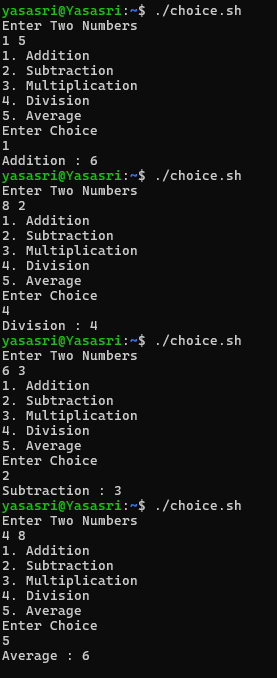 yasasri@Yasasri:~$ ./choice.sh
Enter Two Numbers
1 5
1. Addition
2. Subtraction
3. Multiplication
4. Division
5. Average
Enter Choice
1
Addition : 6
yasasri@Yasasri:~$ ./choice.sh
Enter Two Numbers
8 2
1. Addition
2. Subtraction
3. Multiplication
4. Division
5. Average
Enter Choice
4
Division : 4
yasasri@Yasasri:~$ ./choice.sh
Enter Two Numbers
6 3
1. Addition
2. Subtraction
3. Multiplication
4. Division
5. Average
Enter Choice
2
Subtraction : 3
yasasri@Yasasri:~$ ./choice.sh
Enter Two Numbers
4 8
1. Addition
2. Subtraction
3. Multiplication
4. Division
5. Average
Enter Choice
5
Average : 6